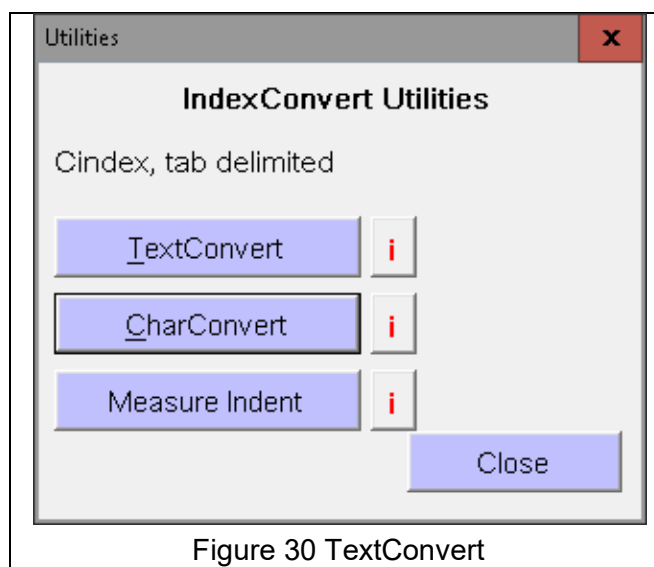 Utilities x
IndexConvert Utilities
Cindex, tab delimited
TextConvert i
CharConvert i
Measure Indent i
Close
Figure 30 TextConvert